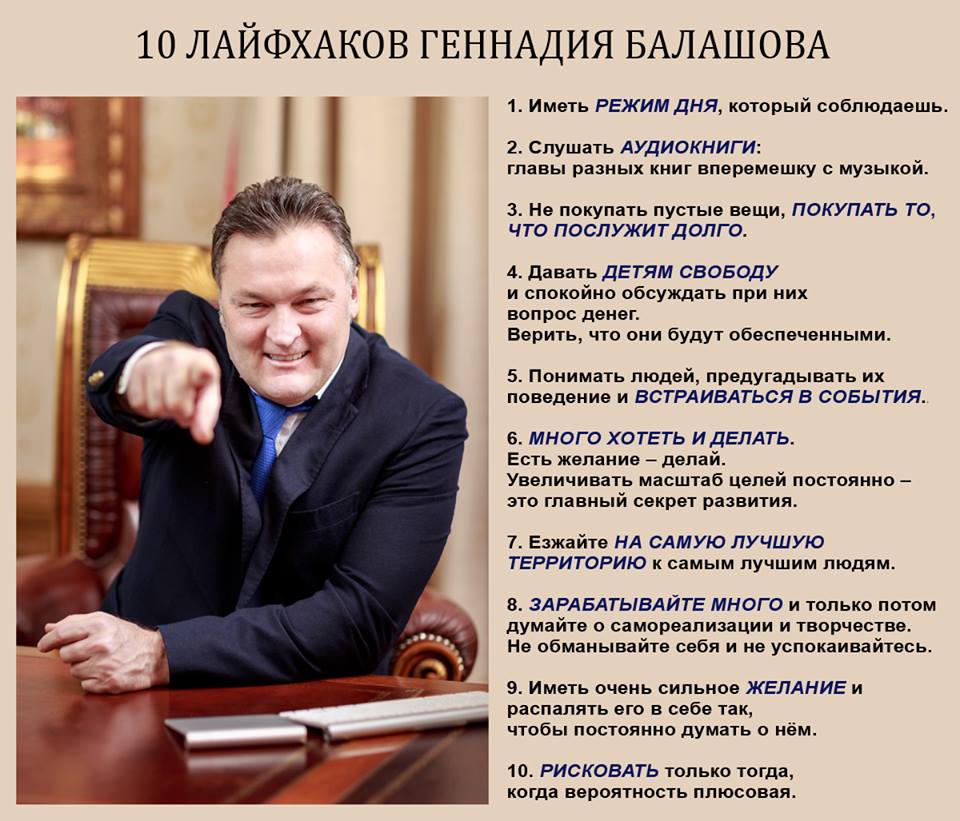 10 ЛАЙФХАКОВ ГЕННАДИЯ БАЛАШОВА
1. Иметь РЕЖИМ ДНЯ, который соблюдаешь.
2. Слушать АУДИОКНИГИ:
главы разных книг вперемешку с музыкой.
3. Не покупать пустые вещи, ПОКУПАТЬ ТО,
ЧТО ПОСЛУЖИТ ДОЛГО.
4. Давать ДЕТЯМ СВОБОДУ
и спокойно обсуждать при них
вопрос денег.
Верить, что они будут обеспеченными.
5. Понимать людей, предугадывать их
поведение и ВСТРАИВАТЬСЯ В СОБЫТИЯ.
6. МНОГО ХОТЕТЬ И ДЕЛАТЬ.
Есть желание – делай.
Увеличивать масштаб целей постоянно –
это главный секрет развития.
7. Езжайте НА САМУЮ ЛУЧШУЮ
ТЕРРИТОРИЮ к самым лучшим людям.
8. ЗАРАБАТЫВАЙТЕ МНОГО и только потом
думайте о самореализации и творчестве.
Не обманывайте себя и не успокаивайтесь.
9. Иметь очень сильное ЖЕЛАНИЕ и
распалять его в себе так,
чтобы постоянно думать о нём.
10. РИСКОВАТЬ только тогда,
когда вероятность плюсовая.